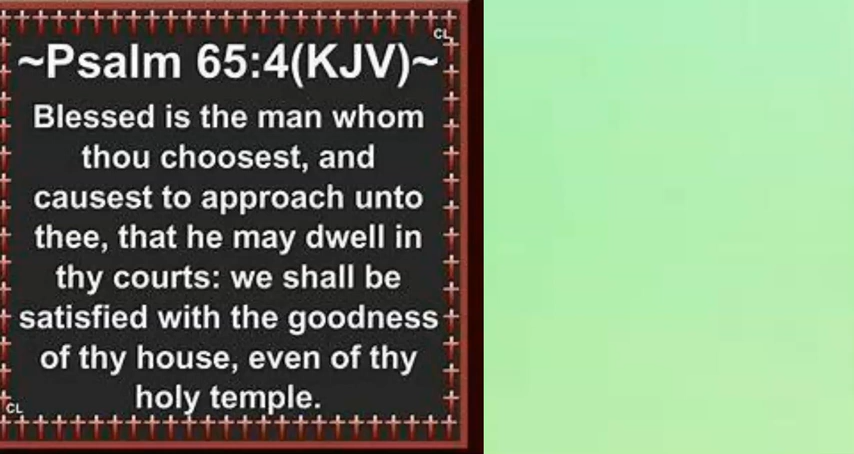 CL
~Psalm 65:4(KJV)~
Blessed is the man whom
thou choosest, and
causest to approach unto
thee, that he may dwell in
thy courts: we shall be
satisfied with the goodness
of thy house, even of thy
holy temple.
CL